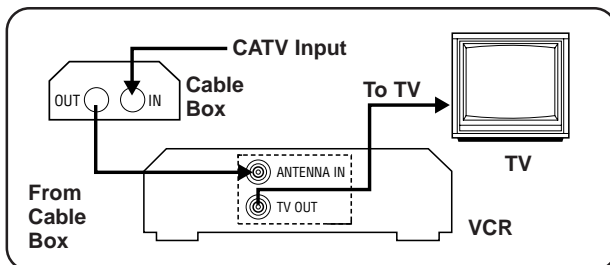 CATV Input
Cable
Box
OUT
IN
To TV
TV
ANTENNA IN
TV OUT
From
Cable
Box
VCR